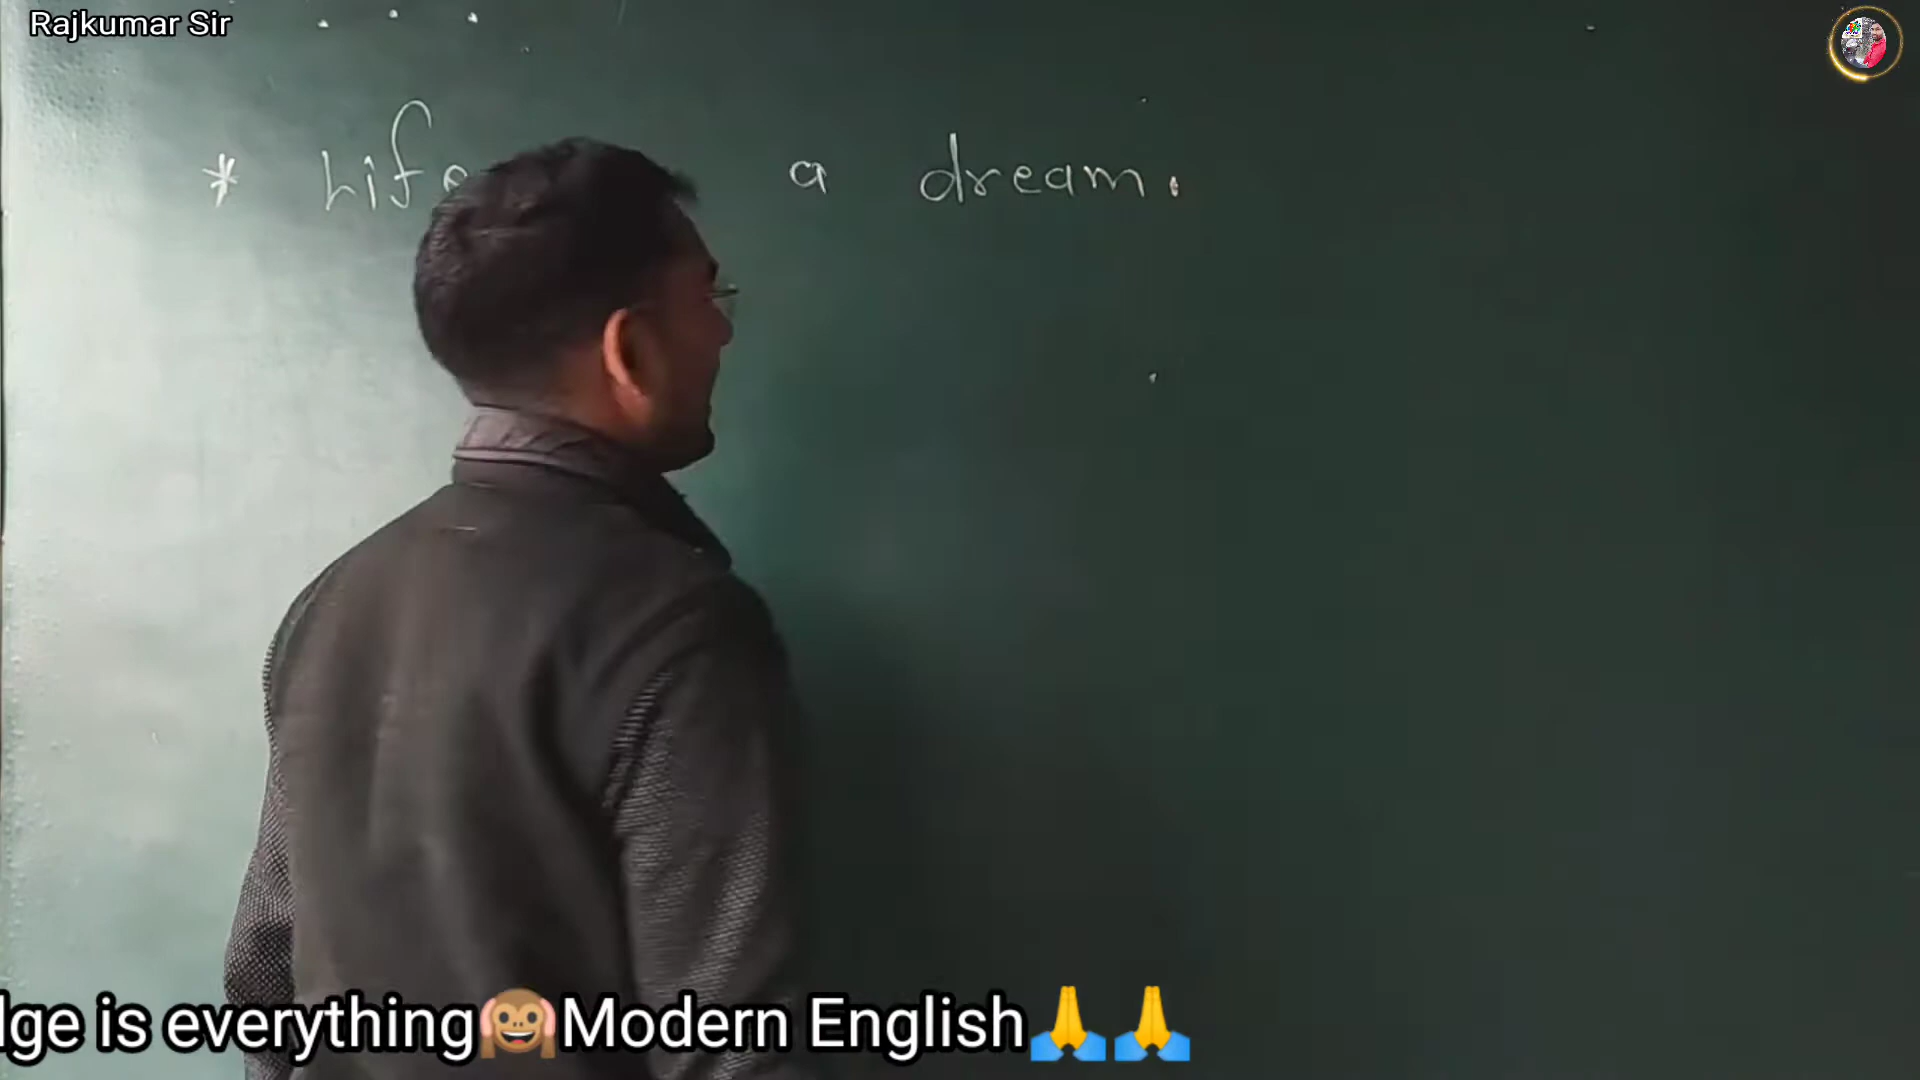 Rajkumar Sir
* Life a dream.
lge is everything🙉Modern English🙏🙏